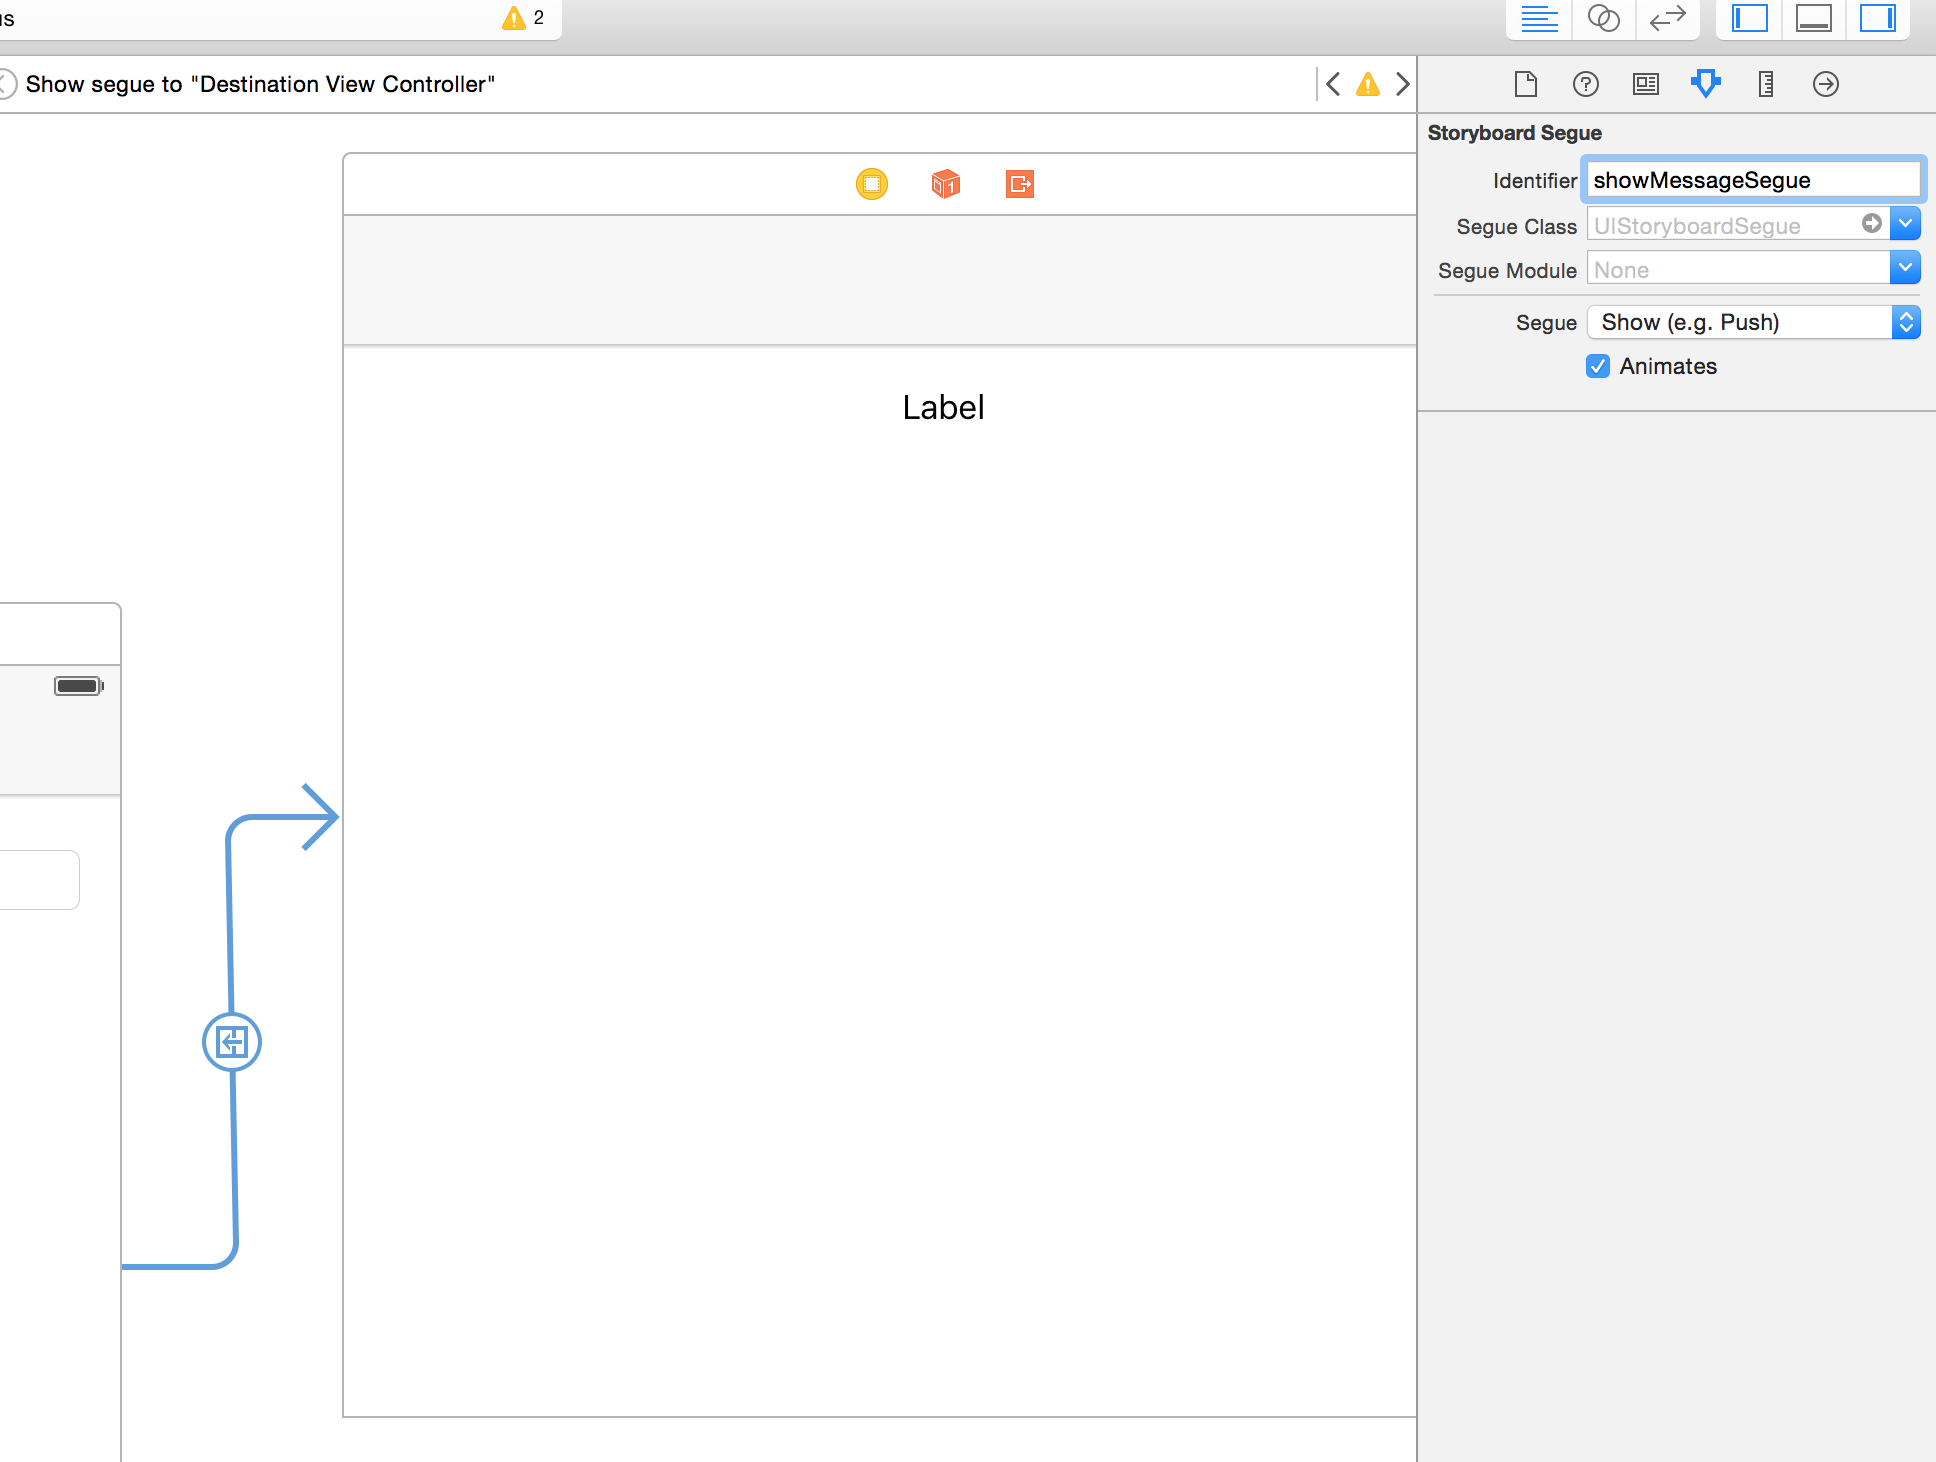 2
Show segue to "Destination View Controller"
Storyboard Segue
Identifier showMessageSegue
Segue Class UIStoryboardSegue
Segue Module None
Segue Show (e.g. Push)
Animates
1
Label